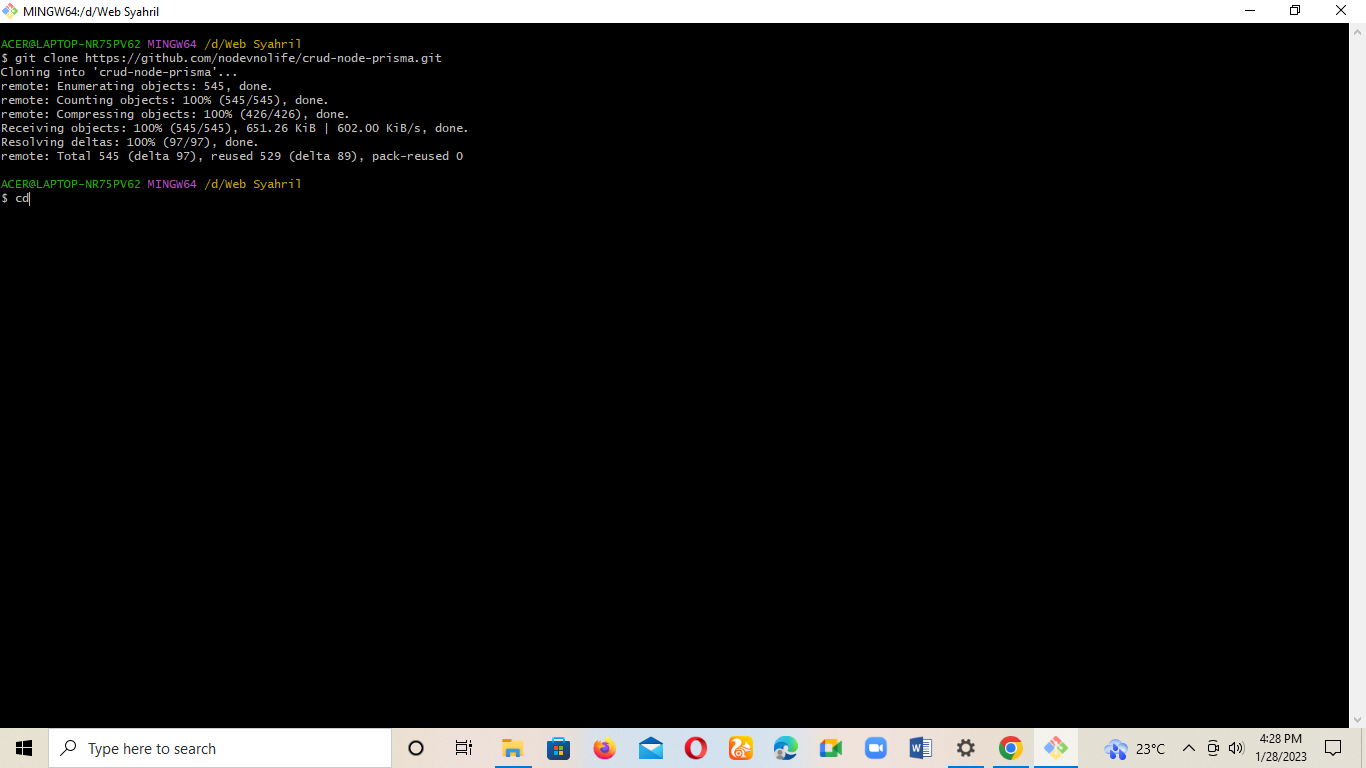 MINGW64:/d/Web Syahril
ACER@LAPTOP-NR75PV62 MINGW64 /d/Web Syahril
$ git clone https://github.com/nodevnolife/crud-node-prisma.git
Cloning into 'crud-node-prisma'...
remote: Enumerating objects: 545, done.
remote: Counting objects: 100% (545/545), done.
remote: Compressing objects: 100% (426/426), done.
Receiving objects: 100% (545/545), 651.26 KiB | 602.00 KiB/s, done.
Resolving deltas: 100% (97/97), done.
remote: Total 545 (delta 97), reused 529 (delta 89), pack-reused 0
ACER@LAPTOP-NR75PV62 MINGW64 /d/Web Syahril
$ cd
Type here to search
23°C
4:28 PM
1/28/2023